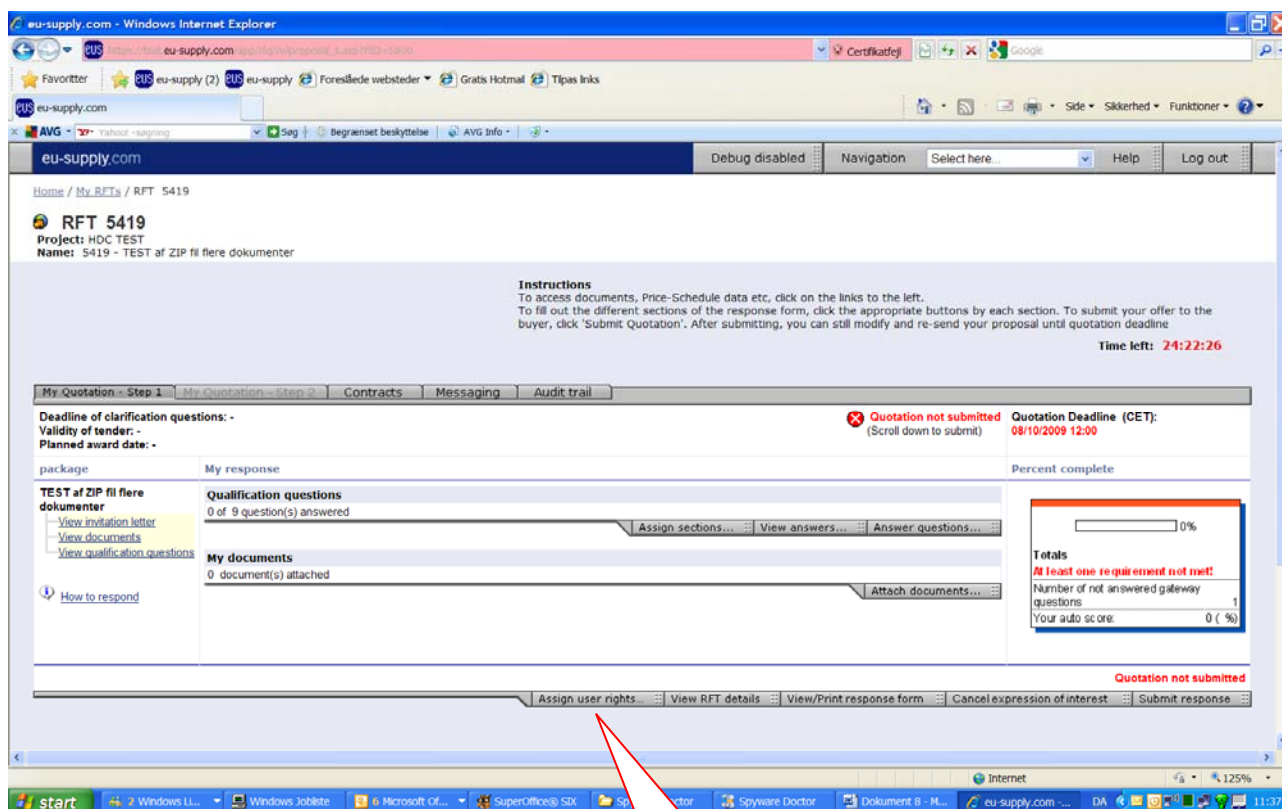 eu-supply.com - Windows Internet Explorer
eu-supply.com Certifikatfejl Google
Favoritter eu-supply (2) eu-supply Foreslåede websteder Gratis Hotmail Tilpas links
eu-supply.com Side Sikkerhed Funktioner
AVG Yahoo! -søgning Søg Begrænset beskyttelse AVG Info
eu-supply.com Debug disabled Navigation Select here... Help Log out
Home / My RFTs / RFT 5419
RFT 5419
Project: HDC TEST
Name: 5419 - TEST af ZIP fil flere dokumenter
Instructions
To access documents, Price-Schedule data etc, click on the links to the left.
To fill out the different sections of the response form, click the appropriate buttons by each section. To submit your offer to the
buyer, click 'Submit Quotation'. After submitting, you can still modify and re-send your proposal until quotation deadline
Time left: 24:22:26
My Quotation - Step 1 My Quotation - Step 2 Contracts Messaging Audit trail
Deadline of clarification questions: -
Validity of tender: -
Planned award date: -
Quotation not submitted
(Scroll down to submit)
Quotation Deadline (CET):
08/10/2009 12:00
package My response Percent complete
TEST af ZIP fil flere
dokumenter
View invitation letter
View documents
View qualification questions
How to respond
Qualification questions
0 of 9 question(s) answered
Assign sections... View answers... Answer questions...
My documents
0 document(s) attached
Attach documents...
0%
Totals
At least one requirement not met!
Number of not answered gateway
questions 1
Your auto score: 0 ( %)
Quotation not submitted
Assign user rights... View RFT details View/Print response form Cancel expression of interest Submit response
Internet 125%
start 2 Windows Li... Windows Jobliste 6 Microsoft Of... SuperOffice® SIX Spyware Doctor Dokument 8 - M... eu-supply.com -... DA 11:37